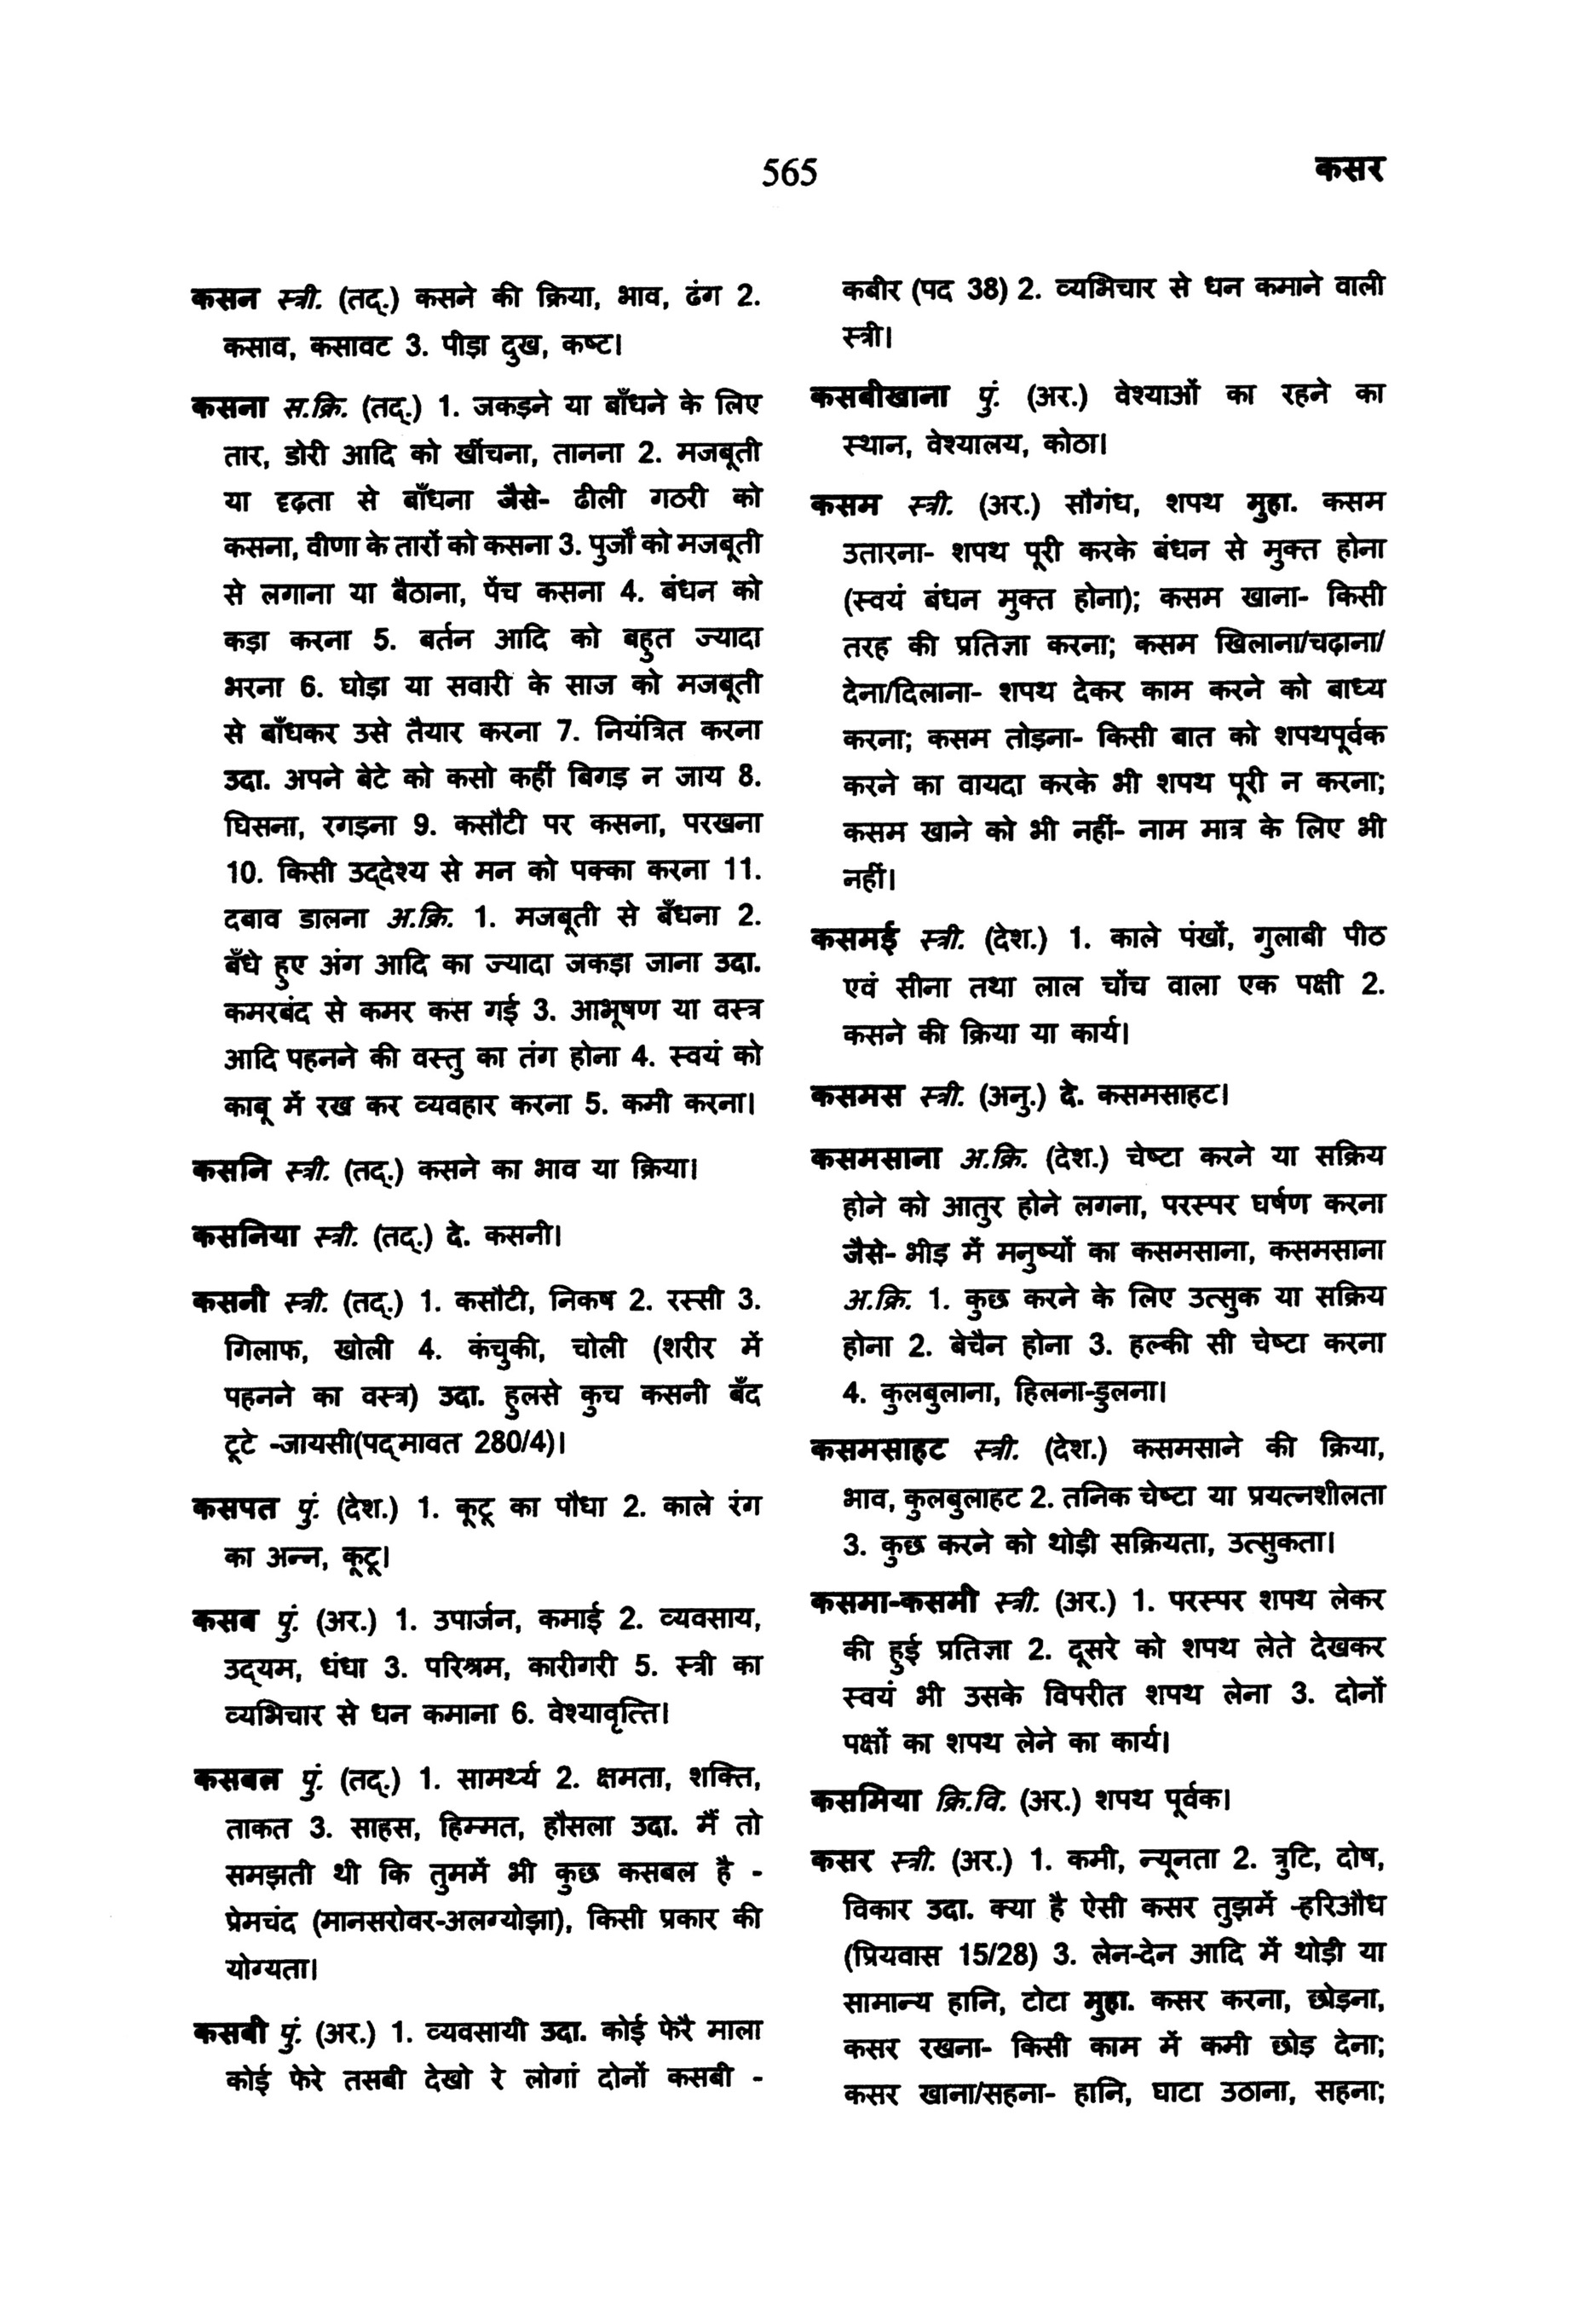 565
कसर
कसन स्त्री. (तद्.) कसने की क्रिया, भाव, ढंग 2.
कसाव, कसावट 3. पीड़ा दुख, कष्ट।
कसना स.क्रि. (तद्.) 1. जकड़ने या बाँधने के लिए
तार, डोरी आदि को खींचना, तानना 2. मजबूती
या दृढ़ता से बाँधना जैसे- ढीली गठरी को
कसना, वीणा के तारों को कसना 3. पुर्जों को मजबूती
से लगाना या बैठाना, पेंच कसना 4. बंधन को
कड़ा करना 5. बर्तन आदि को बहुत ज्यादा
भरना 6. घोड़ा या सवारी के साज को मजबूती
से बाँधकर उसे तैयार करना 7. नियंत्रित करना
उदा. अपने बेटे को कसो कहीं बिगड़ न जाय 8.
घिसना, रगड़ना 9. कसौटी पर कसना, परखना
10. किसी उद्देश्य से मन को पक्का करना 11.
दबाव डालना अ.क्रि. 1. मजबूती से बँधना 2.
बँधे हुए अंग आदि का ज्यादा जकड़ा जाना उदा.
कमरबंद से कमर कस गई 3. आभूषण या वस्त्र
आदि पहनने की वस्तु का तंग होना 4. स्वयं को
काबू में रख कर व्यवहार करना 5. कमी करना।
कसनि स्त्री. (तद्.) कसने का भाव या क्रिया।
कसनिया स्त्री. (तद्.) दे. कसनी।
कसनी स्त्री. (तद्.) 1. कसौटी, निकष 2. रस्सी 3.
गिलाफ, खोली 4. कंचुकी, चोली (शरीर में
पहनने का वस्त्र) उदा. हुलसे कुच कसनी बँद
टूटे -जायसी(पद्मावत 280/4)।
कसपत पुं. (देश.) 1. कूटू का पौधा 2. काले रंग
का अन्न, कूटू।
कसब पुं. (अर.) 1. उपार्जन, कमाई 2. व्यवसाय,
उद्यम, धंधा 3. परिश्रम, कारीगरी 5. स्त्री का
व्यभिचार से धन कमाना 6. वेश्यावृत्ति।
कसबल पुं. (तद्.) 1. सामर्थ्य 2. क्षमता, शक्ति,
ताकत 3. साहस, हिम्मत, हौसला उदा. मैं तो
समझती थी कि तुममें भी कुछ कसबल है -
प्रेमचंद (मानसरोवर-अलग्योझा), किसी प्रकार की
योग्यता।
कसबी पुं. (अर.) 1. व्यवसायी उदा. कोई फेरै माला
कोई फेरे तसबी देखो रे लोगां दोनों कसबी -
कबीर (पद 38) 2. व्यभिचार से धन कमाने वाली
स्त्री।
कसबीखाना पुं. (अर.) वेश्याओं का रहने का
स्थान, वेश्यालय, कोठा।
कसम स्त्री. (अर.) सौगंध, शपथ मुहा. कसम
उतारना- शपथ पूरी करके बंधन से मुक्त होना
(स्वयं बंधन मुक्त होना); कसम खाना- किसी
तरह की प्रतिज्ञा करना; कसम खिलाना/चढ़ाना/
देना/दिलाना- शपथ देकर काम करने को बाध्य
करना; कसम तोड़ना- किसी बात को शपथपूर्वक
करने का वायदा करके भी शपथ पूरी न करना;
कसम खाने को भी नहीं- नाम मात्र के लिए भी
नहीं।
कसमई स्त्री. (देश.) 1. काले पंखों, गुलाबी पीठ
एवं सीना तथा लाल चोंच वाला एक पक्षी 2.
कसने की क्रिया या कार्य।
कसमस स्त्री. (अनु.) दे. कसमसाहट।
कसमसाना अ.क्रि. (देश.) चेष्टा करने या सक्रिय
होने को आतुर होने लगना, परस्पर घर्षण करना
जैसे- भीड़ में मनुष्यों का कसमसाना, कसमसाना
अ.क्रि. 1. कुछ करने के लिए उत्सुक या सक्रिय
होना 2. बेचैन होना 3. हल्की सी चेष्टा करना
4. कुलबुलाना, हिलना-डुलना।
कसमसाहट स्त्री. (देश.) कसमसाने की क्रिया,
भाव, कुलबुलाहट 2. तनिक चेष्टा या प्रयत्नशीलता
3. कुछ करने को थोड़ी सक्रियता, उत्सुकता।
कसमा-कसमी स्त्री. (अर.) 1. परस्पर शपथ लेकर
की हुई प्रतिज्ञा 2. दूसरे को शपथ लेते देखकर
स्वयं भी उसके विपरीत शपथ लेना 3. दोनों
पक्षों का शपथ लेने का कार्य।
कसमिया क्रि.वि. (अर.) शपथ पूर्वक।
कसर स्त्री. (अर.) 1. कमी, न्यूनता 2. त्रुटि, दोष,
विकार उदा. क्या है ऐसी कसर तुझमें -हरिऔध
(प्रियवास 15/28) 3. लेन-देन आदि में थोड़ी या
सामान्य हानि, टोटा मुहा. कसर करना, छोड़ना,
कसर रखना- किसी काम में कमी छोड़ देना;
कसर खाना/सहना- हानि, घाटा उठाना, सहना;